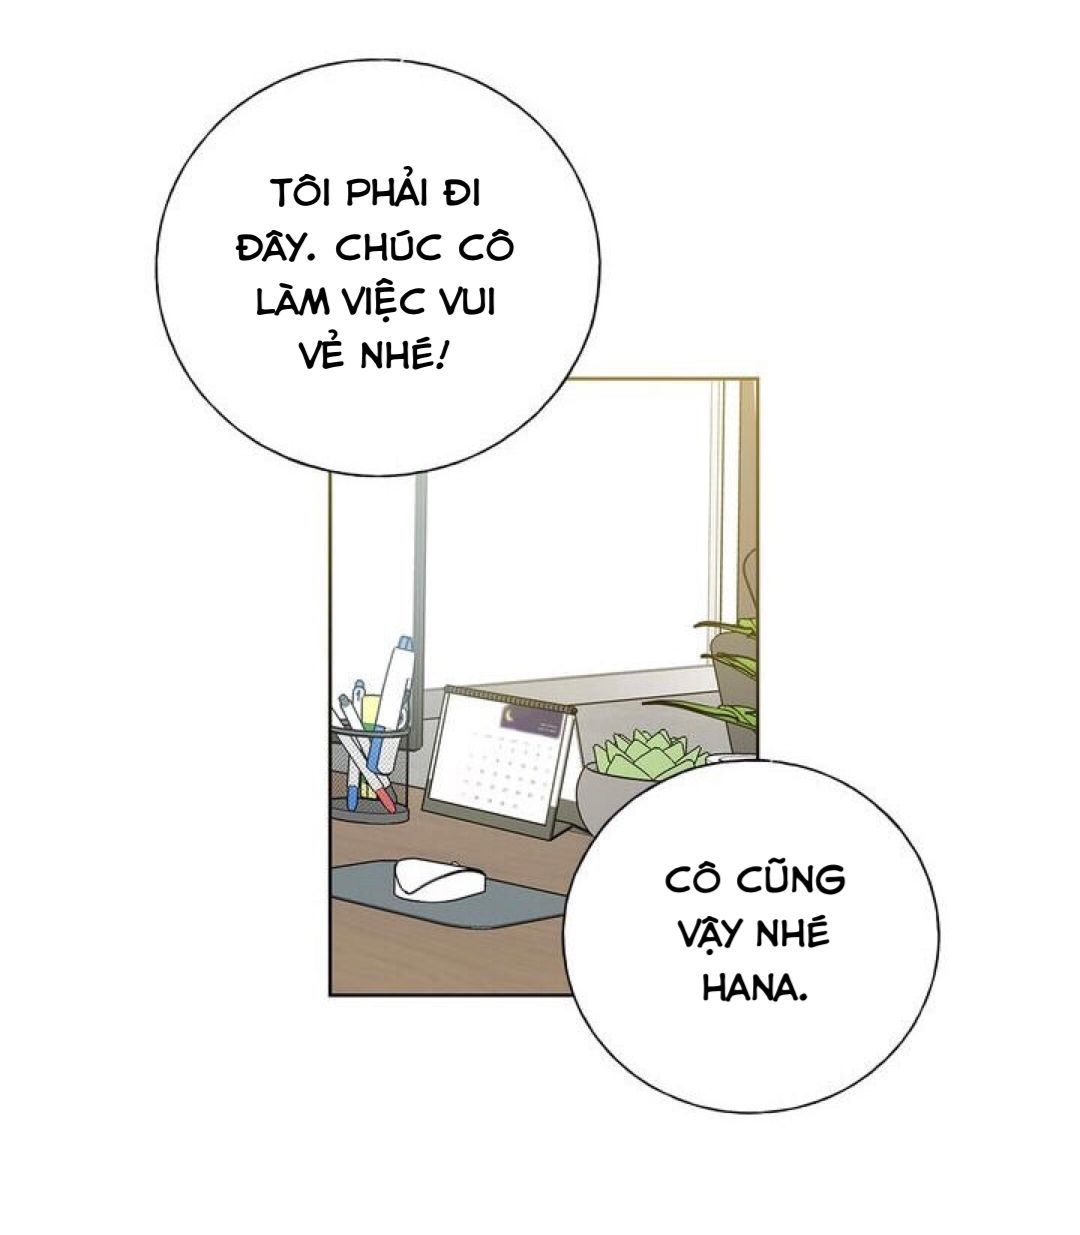 TÔI PHẢI ĐI
ĐÂY. CHÚC CÔ
LÀM VIỆC VUI
VẺ NHÉ!
CÔ CŨNG
VẬY NHÉ
HANA.